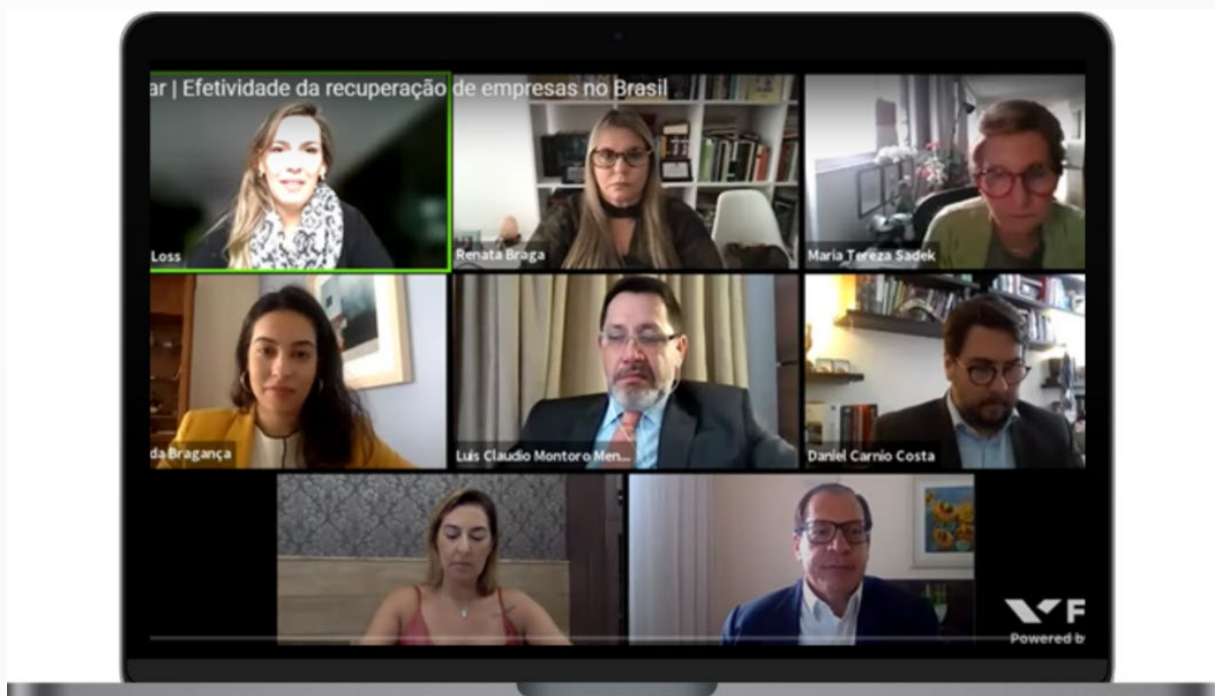 ar | Efetividade da recuperação de empresas no Brasil
Loss
Renata Braga
Maria Tereza Sadek
da Bragança
Luis Claudio Montoro Men...
Daniel Carnio Costa
F
Powered b